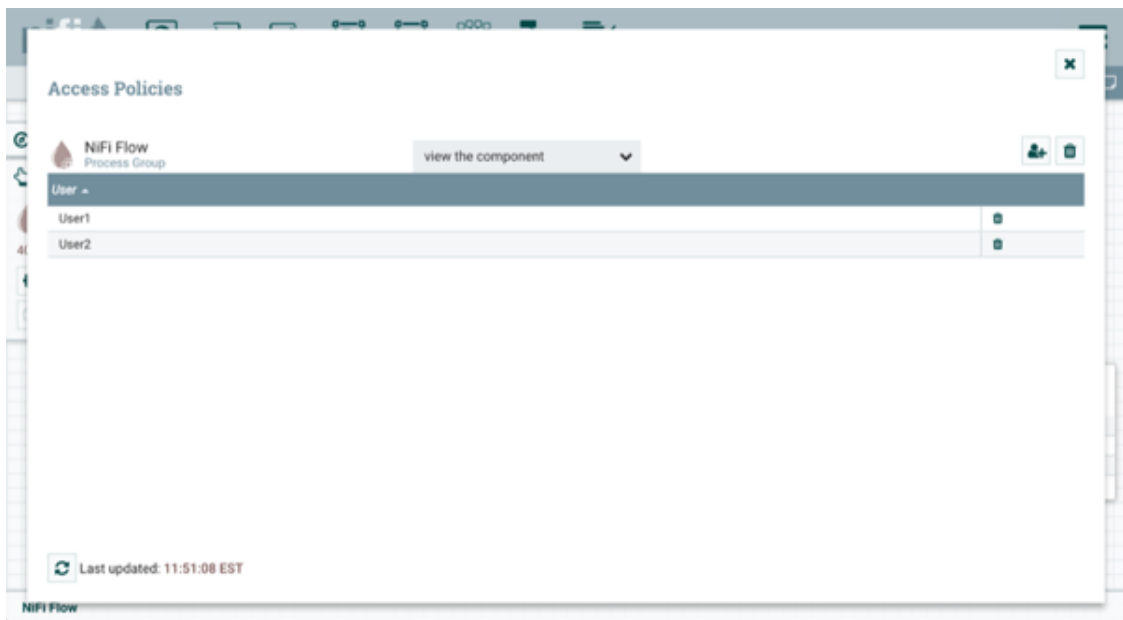 Access Policies
NiFi Flow
Process Group
view the component
User
User1
User2
Last updated: 11:51:08 EST
NiFi Flow